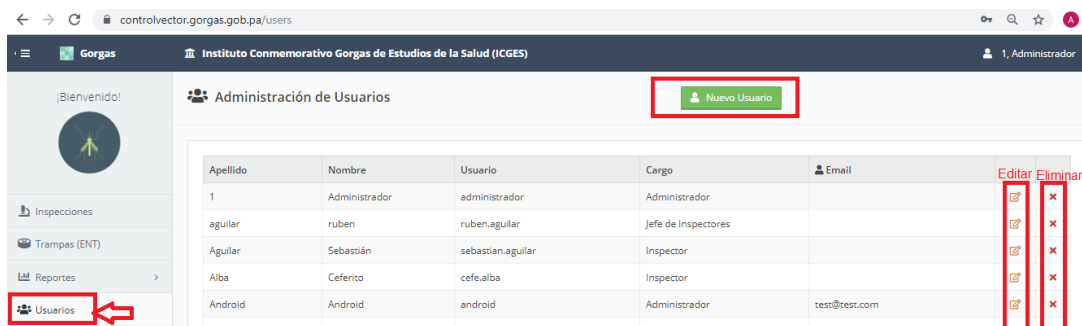 controlvector.gorgas.gob.pa/users
A
Gorgas
Instituto Conmemorativo Gorgas de Estudios de la Salud (ICGES)
1, Administrador
¡Bienvenido!
Administración de Usuarios
Nuevo Usuario
Apellido Nombre Usuario Cargo Email Editar Eliminar
1 Administrador administrador Administrador
aguilar ruben ruben.aguilar Jefe de Inspectores
Aguilar Sebastián sebastian.aguilar Inspector
Alba Ceferito cefe.alba Inspector
Android Android android Administrador test@test.com
Inspecciones
Trampas (ENT)
Reportes
Usuarios